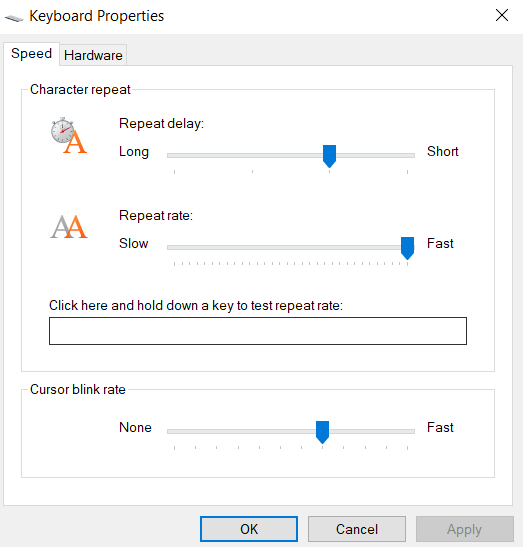 Keyboard Properties
Speed Hardware
Character repeat
Repeat delay:
Long Short
Repeat rate:
Slow Fast
Click here and hold down a key to test repeat rate:
Cursor blink rate
None Fast
OK Cancel Apply